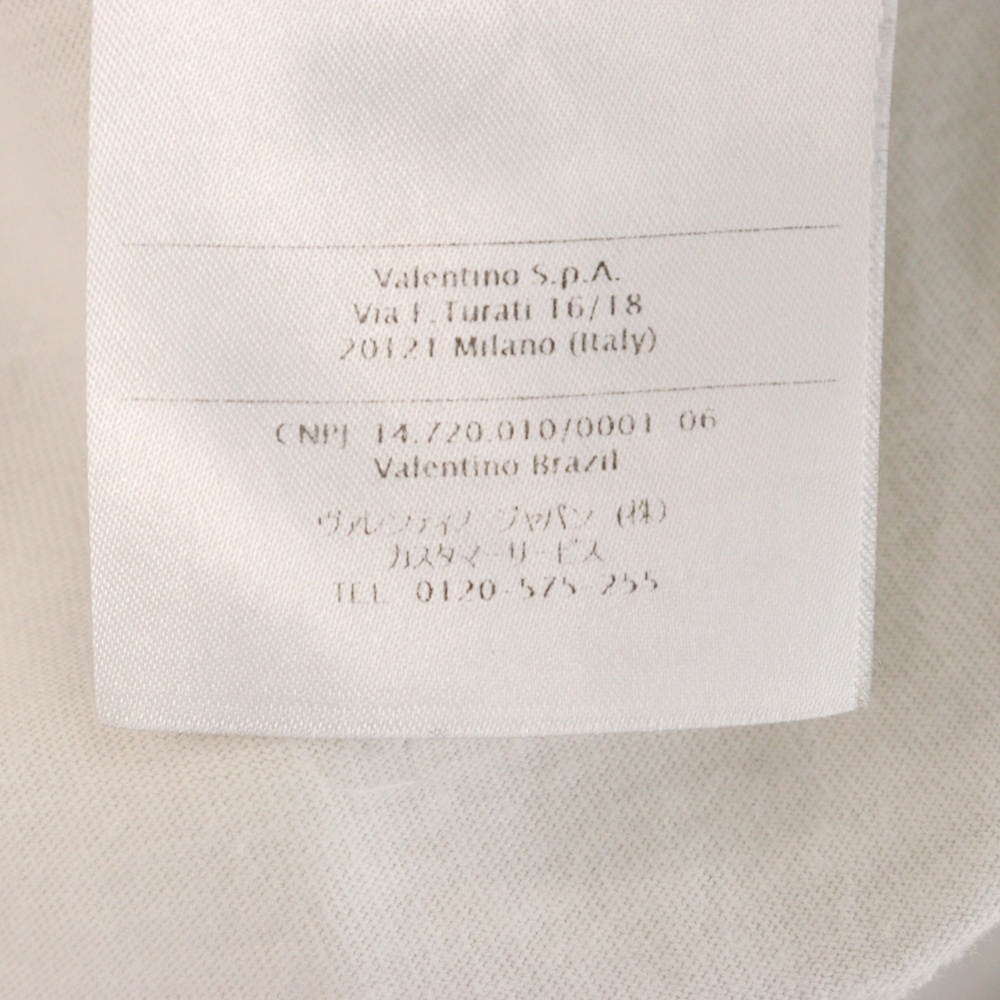 Valentino S.p.A.
Via F.Turati 16/18
20121 Milano (Italy)
CNPJ 14.720.010/0001-06
Valentino Brazil
ヴァレンティノ ジャパン (株)
カスタマーサービス
TEL 0120-575-255